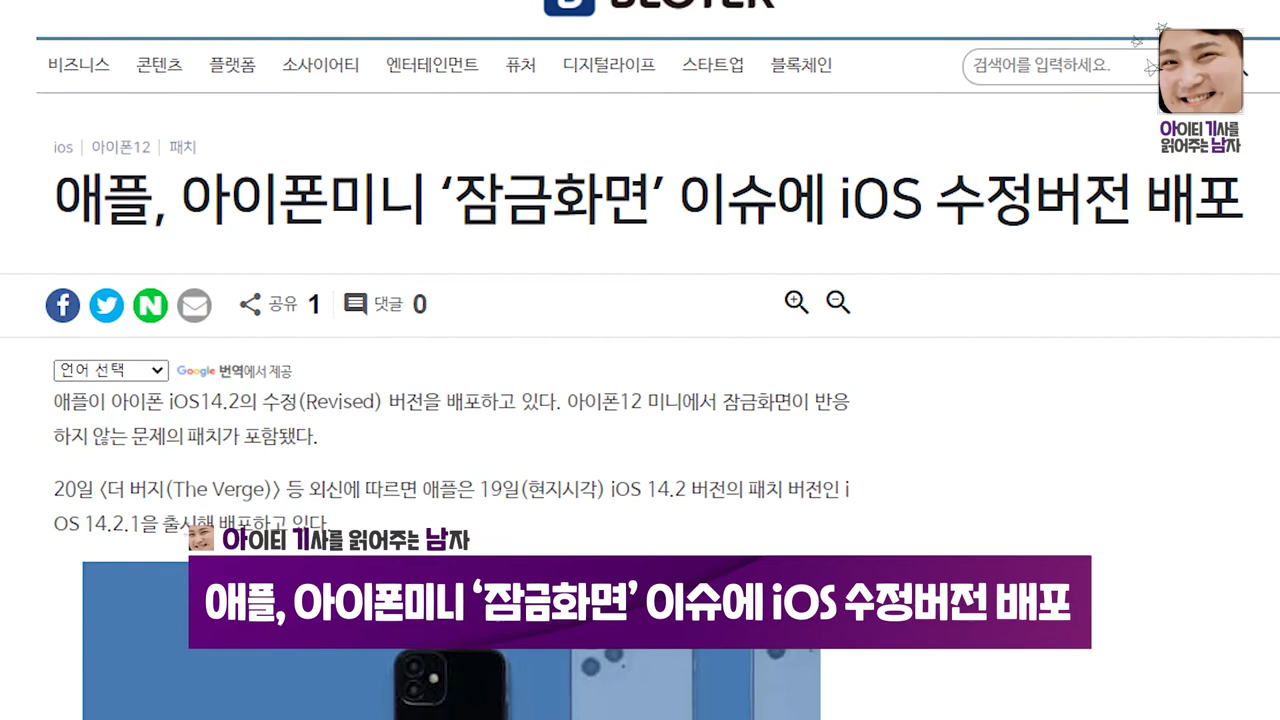 비즈니스 콘텐츠 플랫폼 소사이어티 엔터테인먼트 퓨처 디지털라이프 스타트업 블록체인
검색어를 입력하세요.
아이티 기사를
읽어주는 남자
ios | 아이폰12 | 패치
애플, 아이폰미니 ‘잠금화면’ 이슈에 iOS 수정버전 배포
공유 1 댓글 0
언어 선택 Google 번역에서 제공
애플이 아이폰 iOS14.2의 수정(Revised) 버전을 배포하고 있다. 아이폰12 미니에서 잠금화면이 반응
하지 않는 문제의 패치가 포함됐다.
20일 〈더 버지(The Verge)〉 등 외신에 따르면 애플은 19일(현지시각) iOS 14.2 버전의 패치 버전인 i
OS 14.2.1을 출시해 배포하고 있다.
아이티 기사를 읽어주는 남자
애플, 아이폰미니 ‘잠금화면’ 이슈에 iOS 수정버전 배포